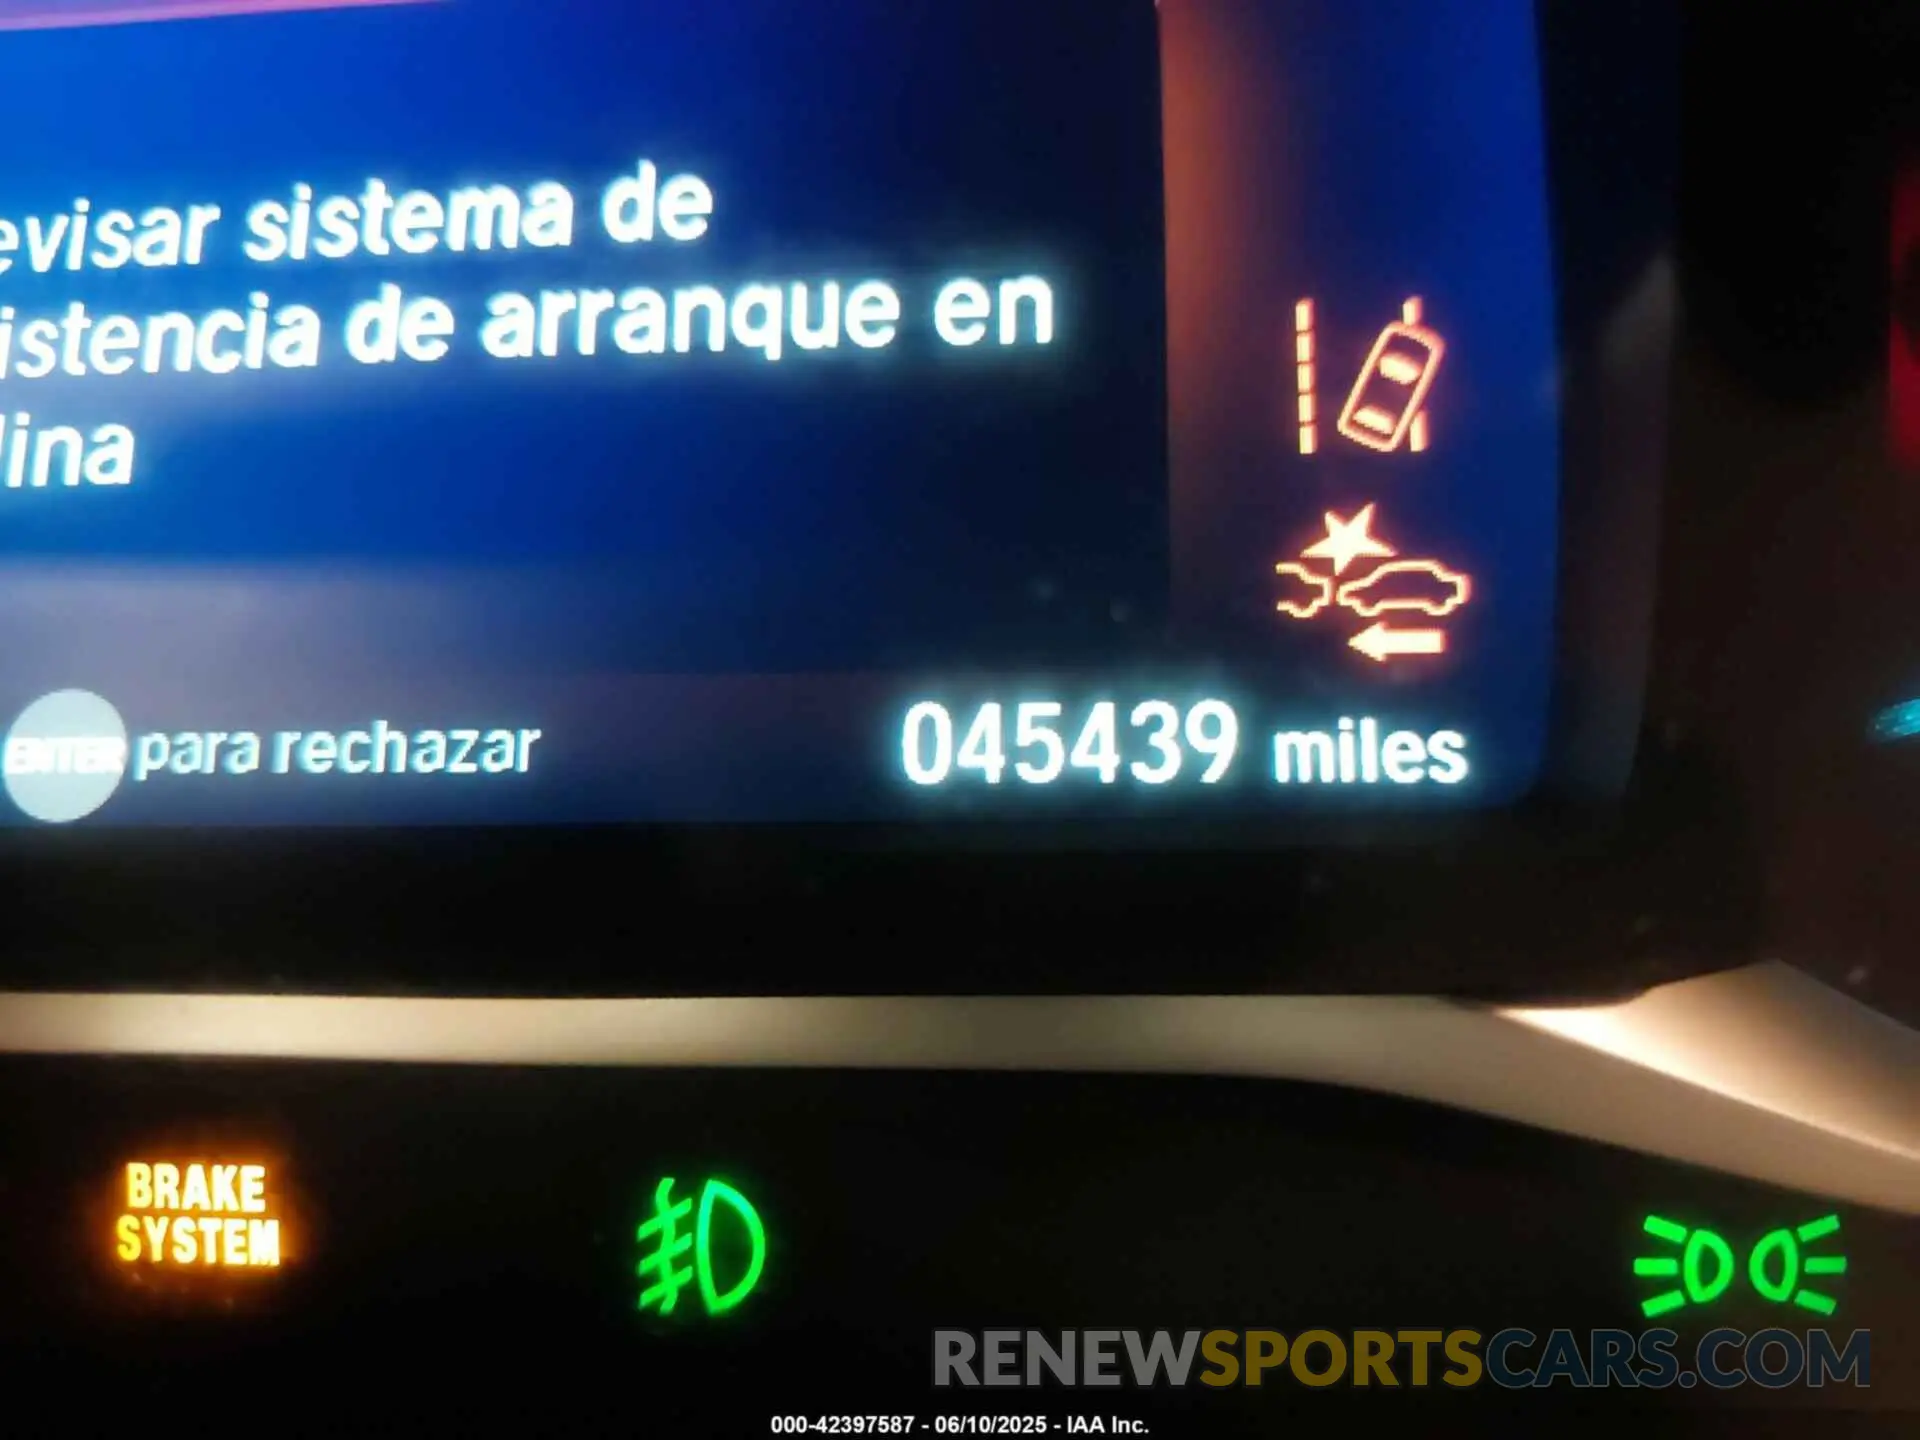 evisar sistema de
istencia de arranque en
lina
ENTER para rechazar
045439 miles
BRAKE
SYSTEM
RENEWSPORTSCARS.COM
000-42397587 - 06/10/2025 - IAA Inc.